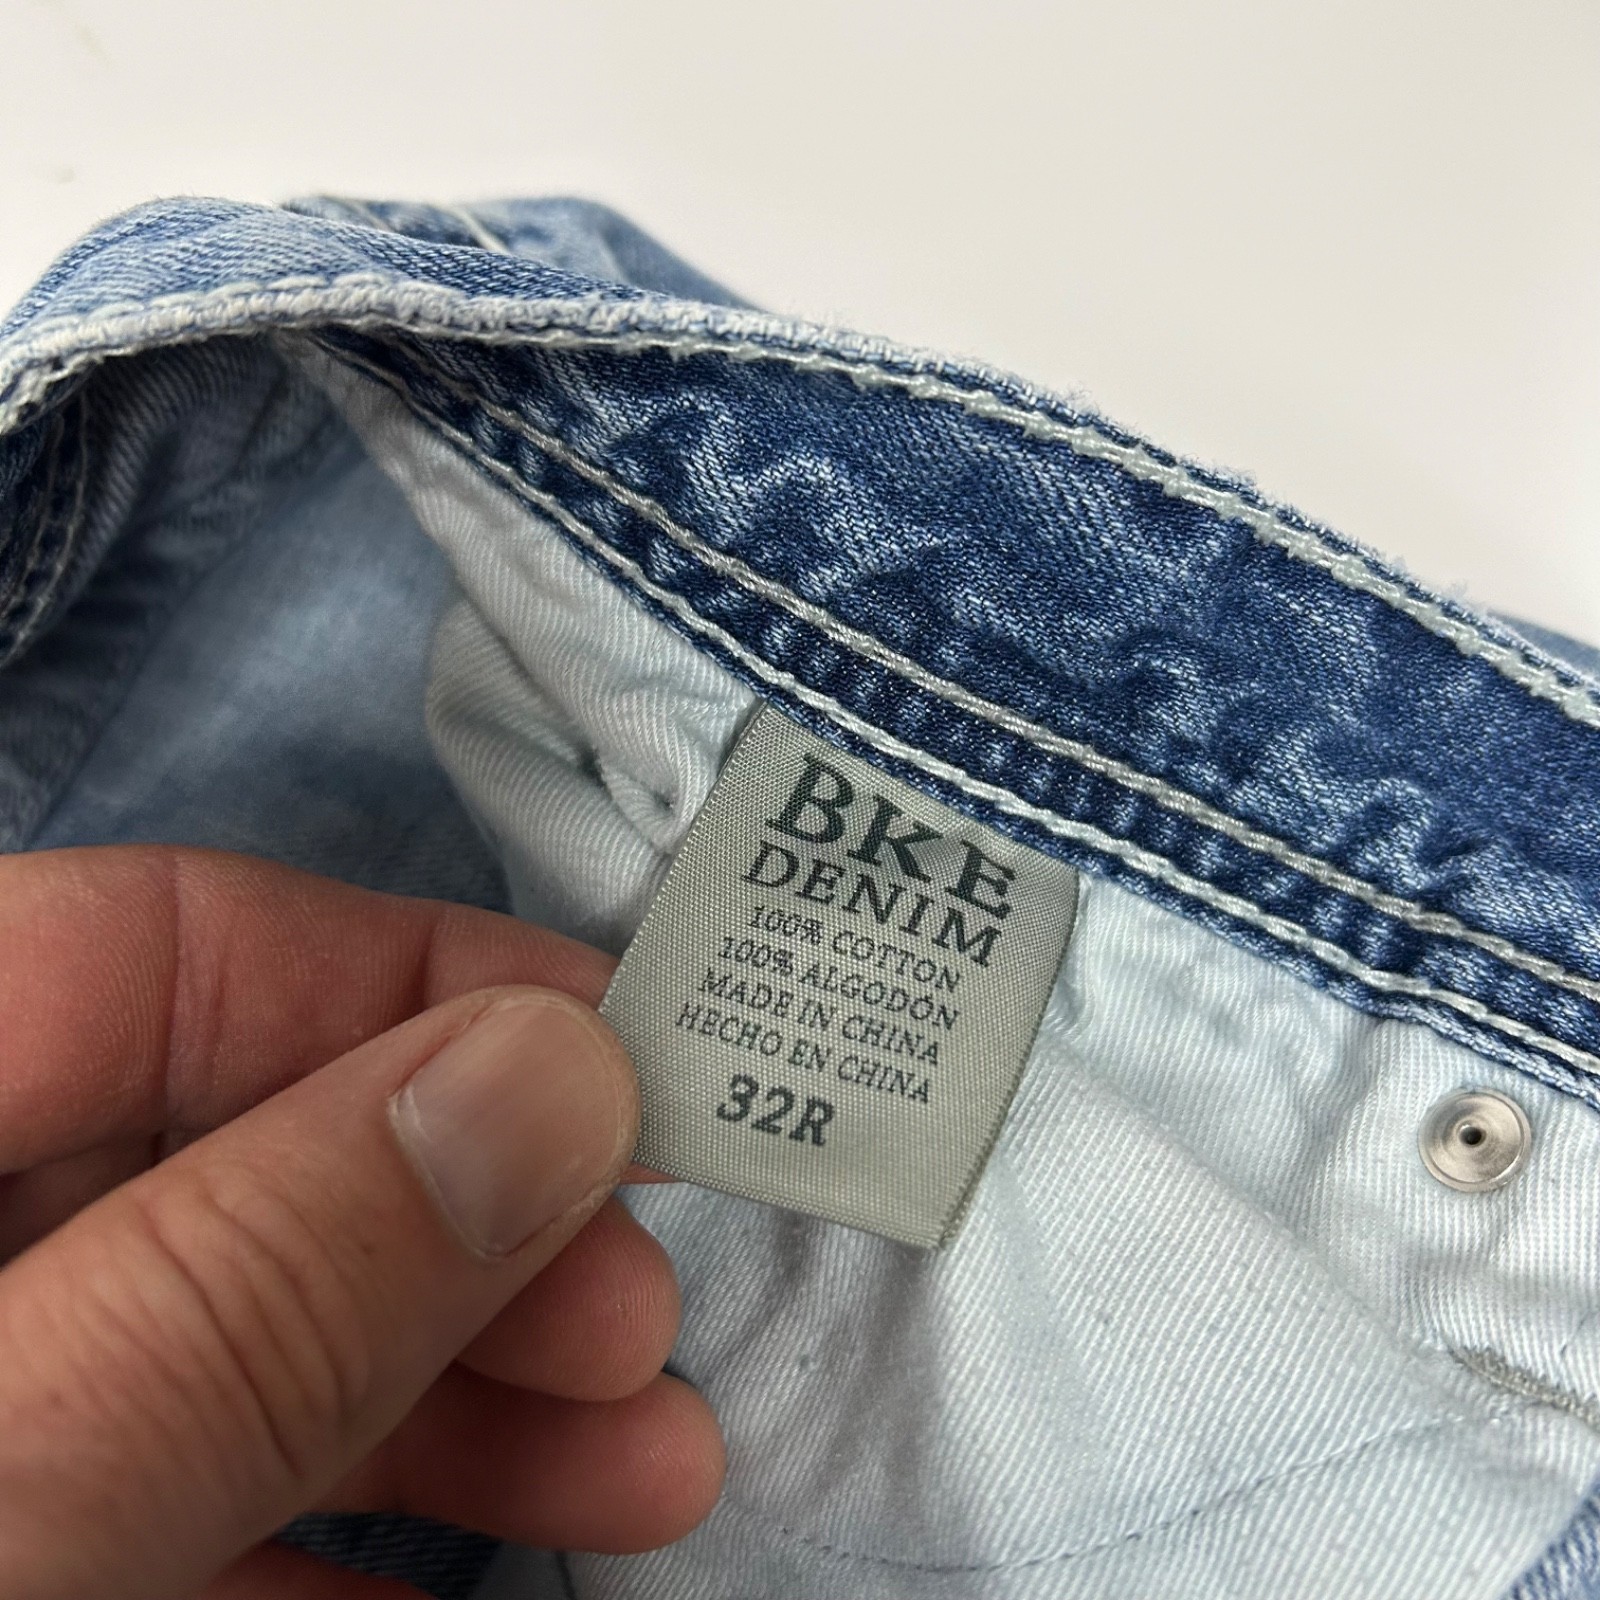 BKE
DENIM
100% COTTON
100% ALGODÓN
MADE IN CHINA
HECHO EN CHINA
32R